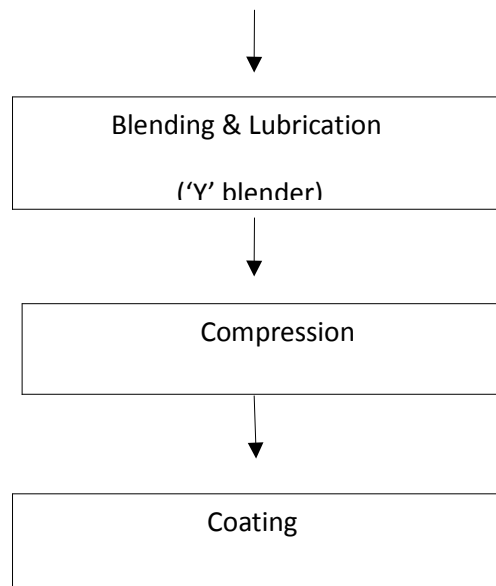 Blending & Lubrication
(‘Y’ blender)
Compression
Coating